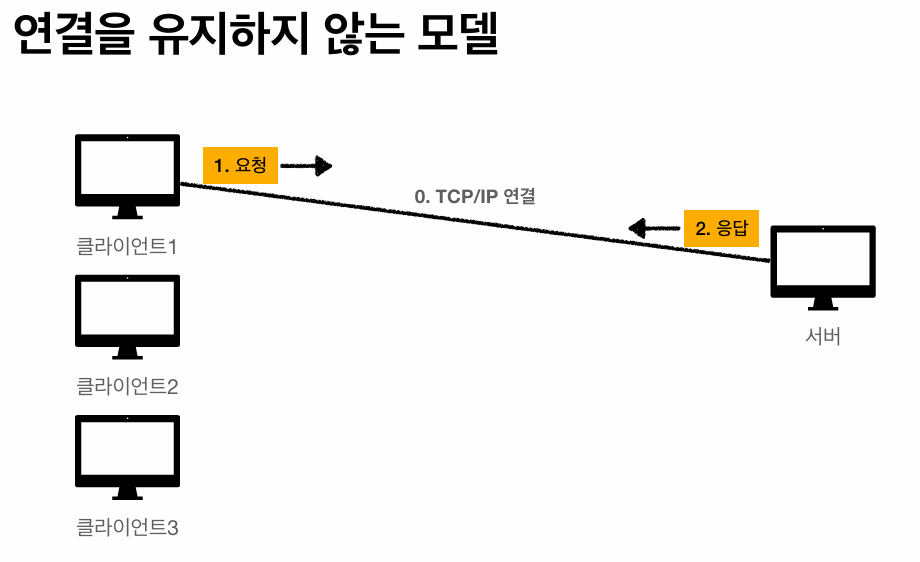 연결을 유지하지 않는 모델
1. 요청
0. TCP/IP 연결
2. 응답
클라이언트1
서버
클라이언트2
클라이언트3